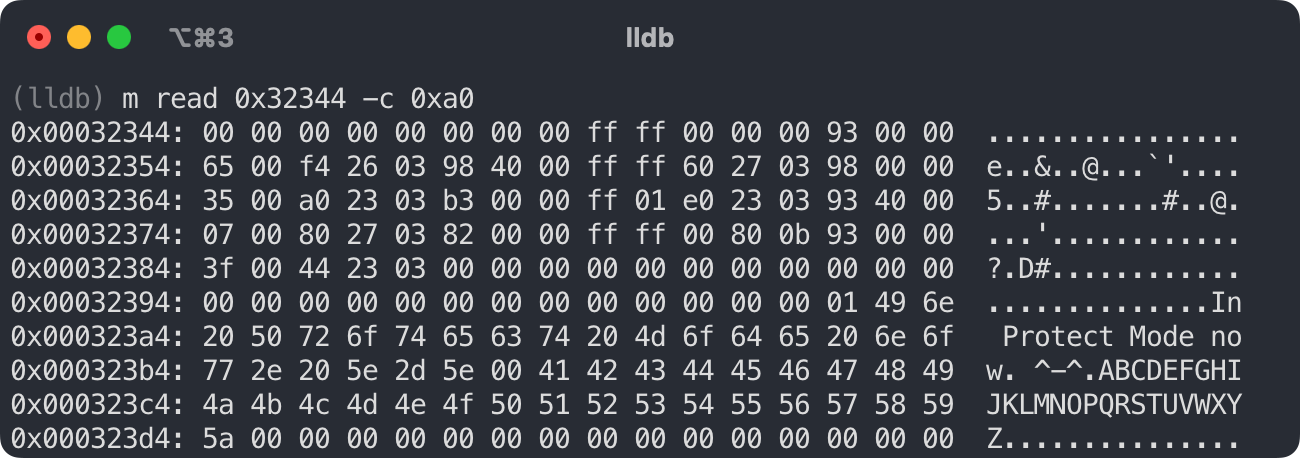 ⌥⌘3 lldb
(lldb) m read 0x32344 -c 0xa0
0x00032344: 00 00 00 00 00 00 00 00 ff ff 00 00 00 93 00 00  ................
0x00032354: 65 00 f4 26 03 98 40 00 ff ff 60 27 03 98 00 00  e..&..@...`'....
0x00032364: 35 00 a0 23 03 b3 00 00 ff 01 e0 23 03 93 40 00  5..#.......#..@.
0x00032374: 07 00 80 27 03 82 00 00 ff ff 00 80 0b 93 00 00  ...'............
0x00032384: 3f 00 44 23 03 00 00 00 00 00 00 00 00 00 00 00  ?.D#............
0x00032394: 00 00 00 00 00 00 00 00 00 00 00 00 00 01 49 6e  ..............In
0x000323a4: 20 50 72 6f 74 65 63 74 20 4d 6f 64 65 20 6e 6f   Protect Mode no
0x000323b4: 77 2e 20 5e 2d 5e 00 41 42 43 44 45 46 47 48 49  w. ^-^.ABCDEFGHI
0x000323c4: 4a 4b 4c 4d 4e 4f 50 51 52 53 54 55 56 57 58 59  JKLMNOPQRSTUVWXY
0x000323d4: 5a 00 00 00 00 00 00 00 00 00 00 00 00 00 00 00  Z...............